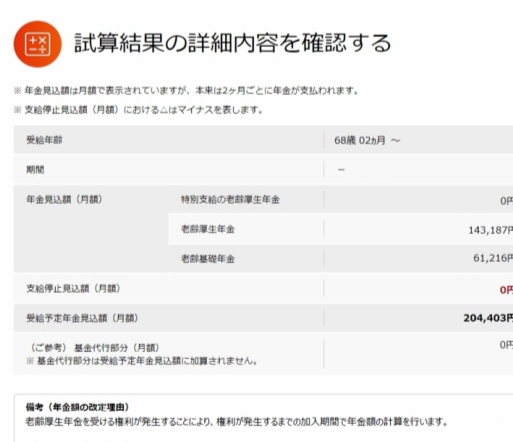 試算結果の詳細内容を確認する
※ 年金見込額は月額で表示されていますが、本来は2ヶ月ごとに年金が支払われます。
※ 支給停止見込額（月額）における△はマイナスを表します。
受給年齢 68歳 02ヵ月 ～
期間 －
年金見込額（月額） 特別支給の老齢厚生年金 0円
老齢厚生年金 143,187円
老齢基礎年金 61,216円
支給停止見込額（月額） 0円
受給予定年金見込額（月額） 204,403円
（ご参考） 基金代行部分（月額） 0円
※ 基金代行部分は受給予定年金見込額に加算されません。
備考（年金額の改定理由）
老齢厚生年金を受ける権利が発生することにより、権利が発生するまでの加入期間で年金額の計算を行います。